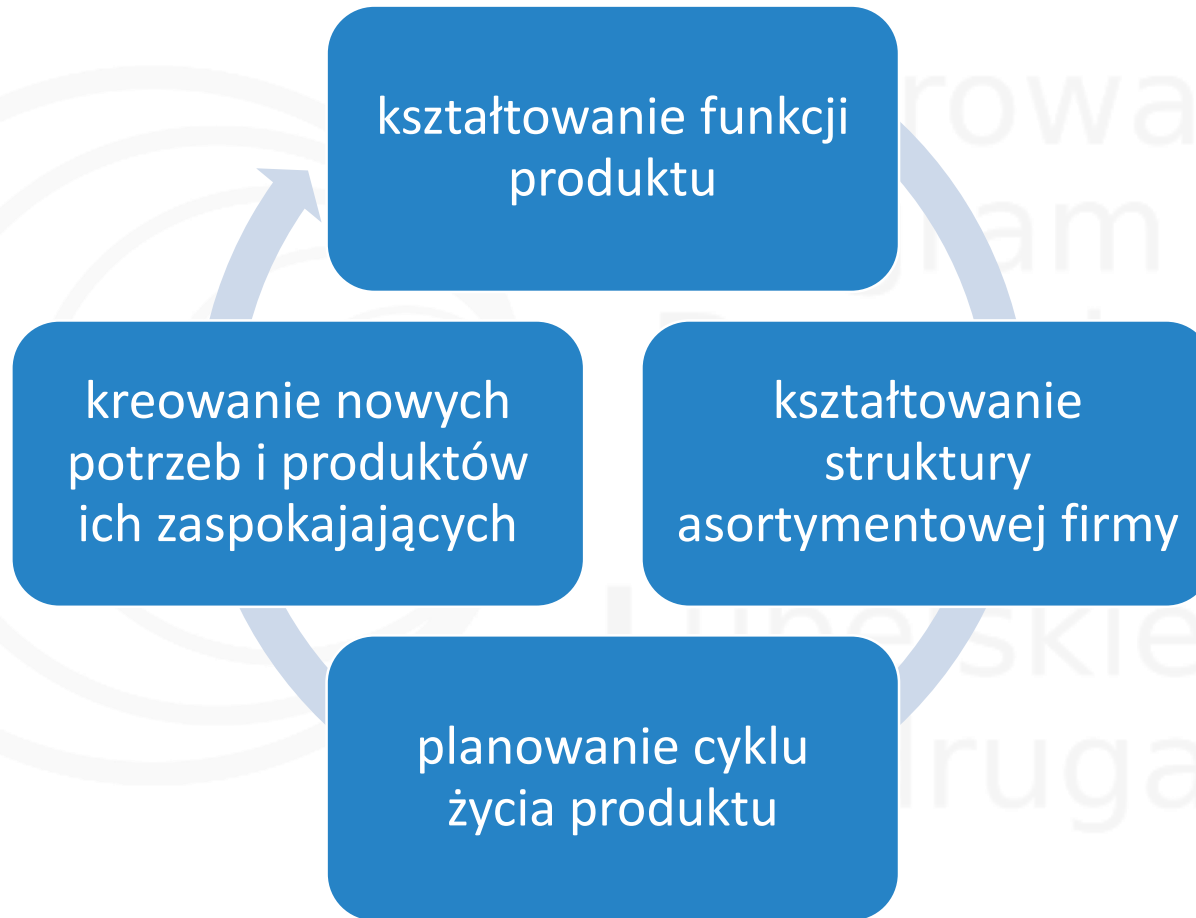 kształtowanie funkcji
produktu
kreowanie nowych
potrzeb i produktów
ich zaspokajających
kształtowanie
struktury
asortymentowej firmy
planowanie cyklu
życia produktu